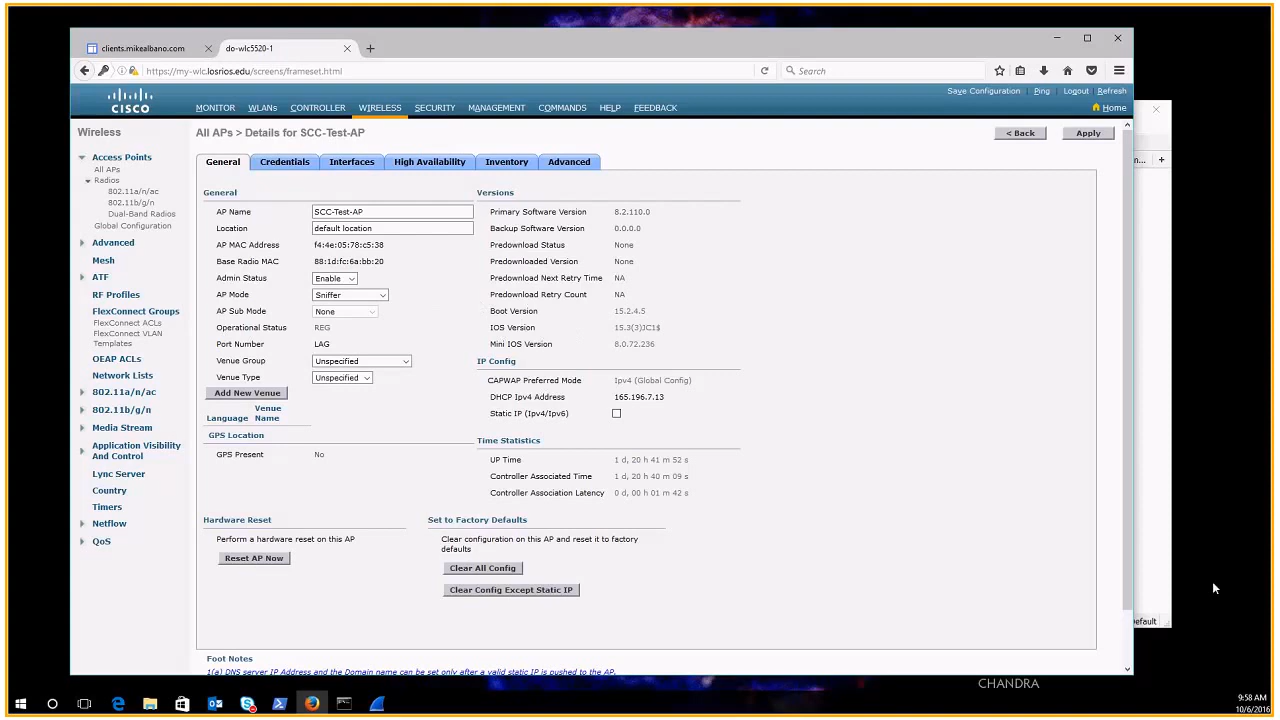 clients.mikealbano.com
do-wlc5520-1
https://my-wlc.losrios.edu/screens/frameset.html
Search
Save Configuration Ping Logout Refresh
CISCO
MONITOR WLANs CONTROLLER WIRELESS SECURITY MANAGEMENT COMMANDS HELP FEEDBACK
Home
Wireless
All APs > Details for SCC-Test-AP
< Back
Apply
Access Points
All APs
Radios
802.11a/n/ac
802.11b/g/n
Dual-Band Radios
Global Configuration
Advanced
Mesh
ATF
RF Profiles
FlexConnect Groups
FlexConnect ACLs
FlexConnect VLAN
Templates
OEAP ACLs
Network Lists
802.11a/n/ac
802.11b/g/n
Media Stream
Application Visibility
And Control
Lync Server
Country
Timers
Netflow
QoS
General Credentials Interfaces High Availability Inventory Advanced
General
AP Name SCC-Test-AP
Location default location
AP MAC Address f4:4e:05:78:c5:38
Base Radio MAC 88:1d:fc:6a:bb:20
Admin Status Enable
AP Mode Sniffer
AP Sub Mode None
Operational Status REG
Port Number LAG
Venue Group Unspecified
Venue Type Unspecified
Add New Venue
Language Venue Name
GPS Location
GPS Present No
Versions
Primary Software Version 8.2.110.0
Backup Software Version 0.0.0.0
Predownload Status None
Predownloaded Version None
Predownload Next Retry Time NA
Predownload Retry Count NA
Boot Version 15.2.4.5
IOS Version 15.3(3)JC1$
Mini IOS Version 8.0.72.236
IP Config
CAPWAP Preferred Mode Ipv4 (Global Config)
DHCP Ipv4 Address 165.196.7.13
Static IP (Ipv4/Ipv6)
Time Statistics
UP Time 1 d, 20 h 41 m 52 s
Controller Associated Time 1 d, 20 h 40 m 09 s
Controller Association Latency 0 d, 00 h 01 m 42 s
Hardware Reset
Perform a hardware reset on this AP
Reset AP Now
Set to Factory Defaults
Clear configuration on this AP and reset it to factory
defaults
Clear All Config
Clear Config Except Static IP
Foot Notes
1(a) DNS server IP Address and the Domain name can be set only after a valid static IP is pushed to the AP.
m...
efault
CHANDRA
9:58 AM
10/6/2016